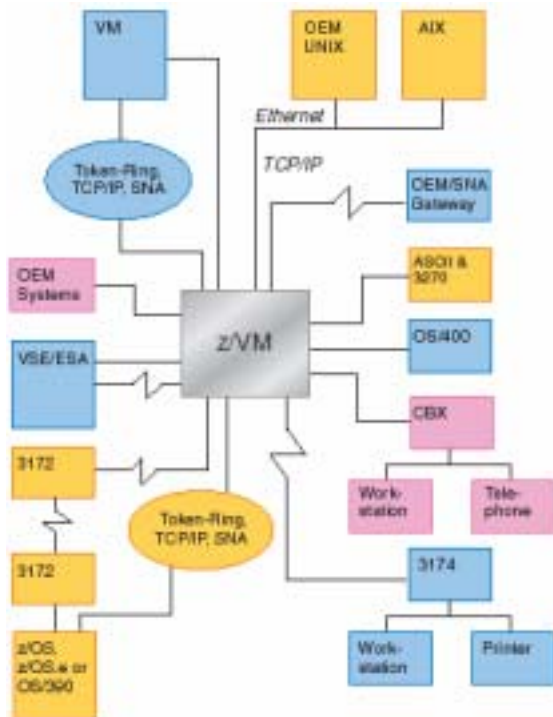 VM
OEM
UNIX
AIX
Ethernet
TCP/IP
Token-Ring,
TCP/IP, SNA
OEM/SNA
Gateway
OEM
Systems
ASCII &
3270
z/VM
OS/400
VSE/ESA
CBX
3172
Work-
station
Tele-
phone
Token-Ring,
TCP/IP, SNA
3172
3174
z/OS,
z/OS.e or
OS/390
Work-
station
Printer